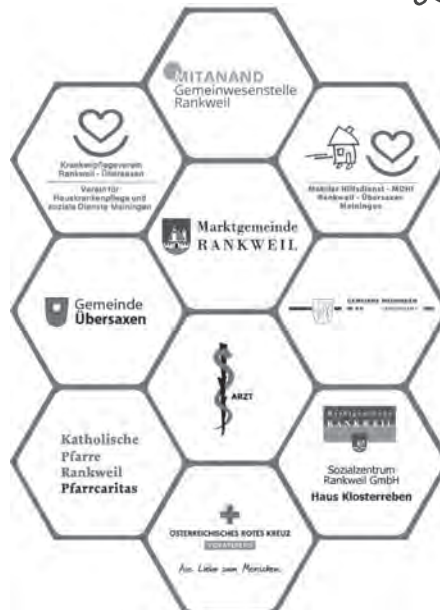 MITANAND
Gemeinwesenstelle
Rankweil
Krankenpflegeverein
Rankweil - Übersaxen
Verein für
Hauskrankenpflege und
soziale Dienste Meiningen
Mobiler Hilfsdienst - MOHI
Rankweil - Übersaxen
Meiningen
Marktgemeinde
RANKWEIL
Gemeinde
Übersaxen
GEMEINDE MEININGEN
ARZT
Katholische
Pfarre
Rankweil
Pfarrcaritas
Marktgemeinde
RANKWEIL
Sozialzentrum
Rankweil GmbH
Haus Klosterreben
ÖSTERREICHISCHES ROTES KREUZ
VORARLBERG
Aus Liebe zum Menschen.